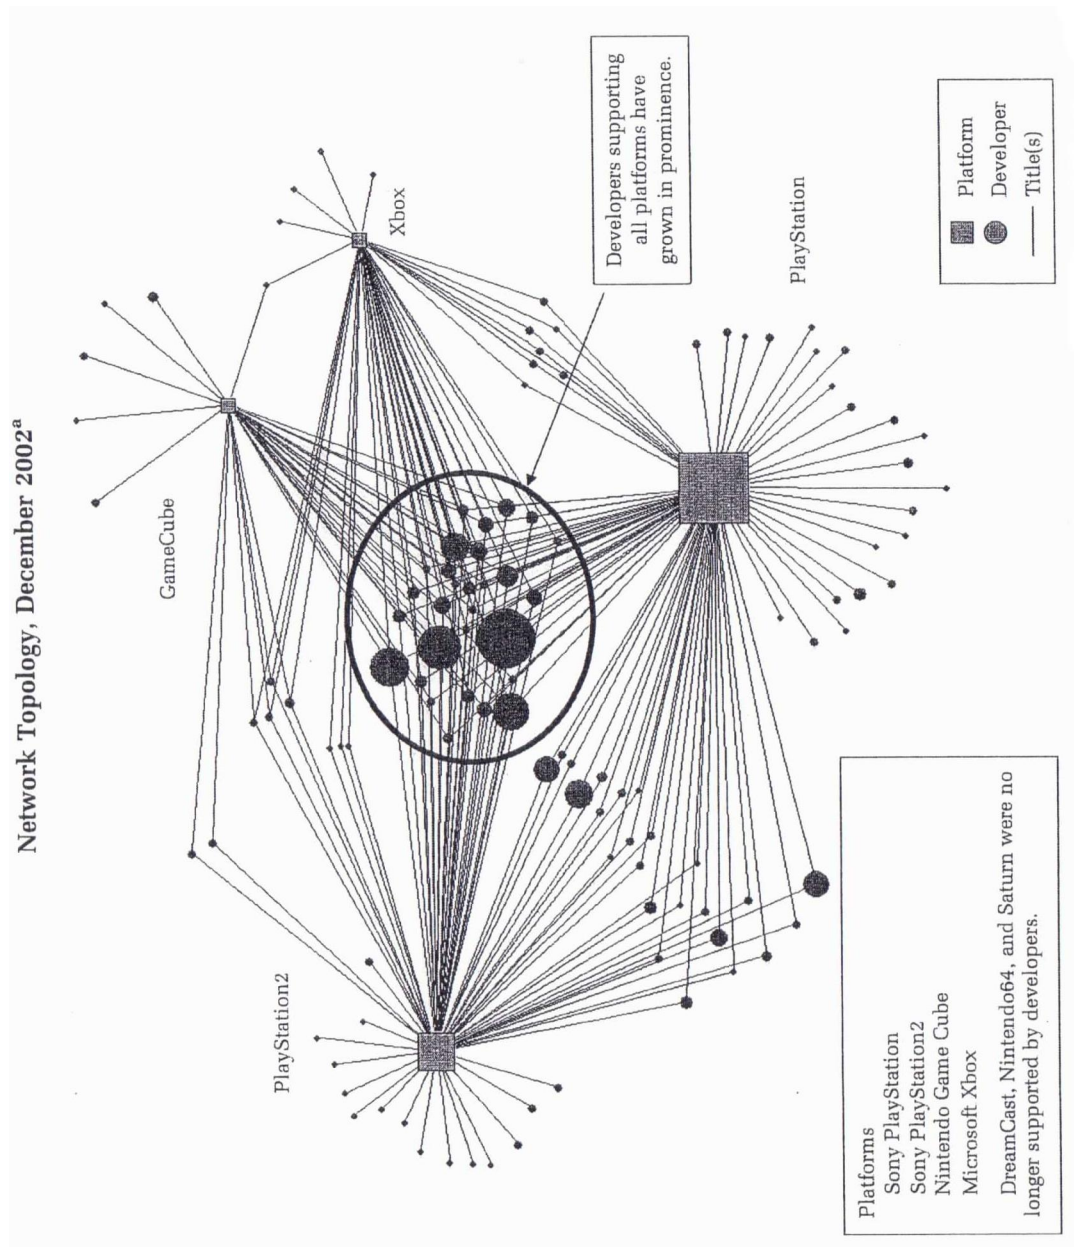 Network Topology, December 2002a
GameCube
Xbox
Developers supporting
all platforms have
grown in prominence.
PlayStation2
PlayStation
Platform
Developer
Title(s)
Platforms
Sony PlayStation
Sony PlayStation2
Nintendo Game Cube
Microsoft Xbox
DreamCast, Nintendo64, and Saturn were no
longer supported by developers.